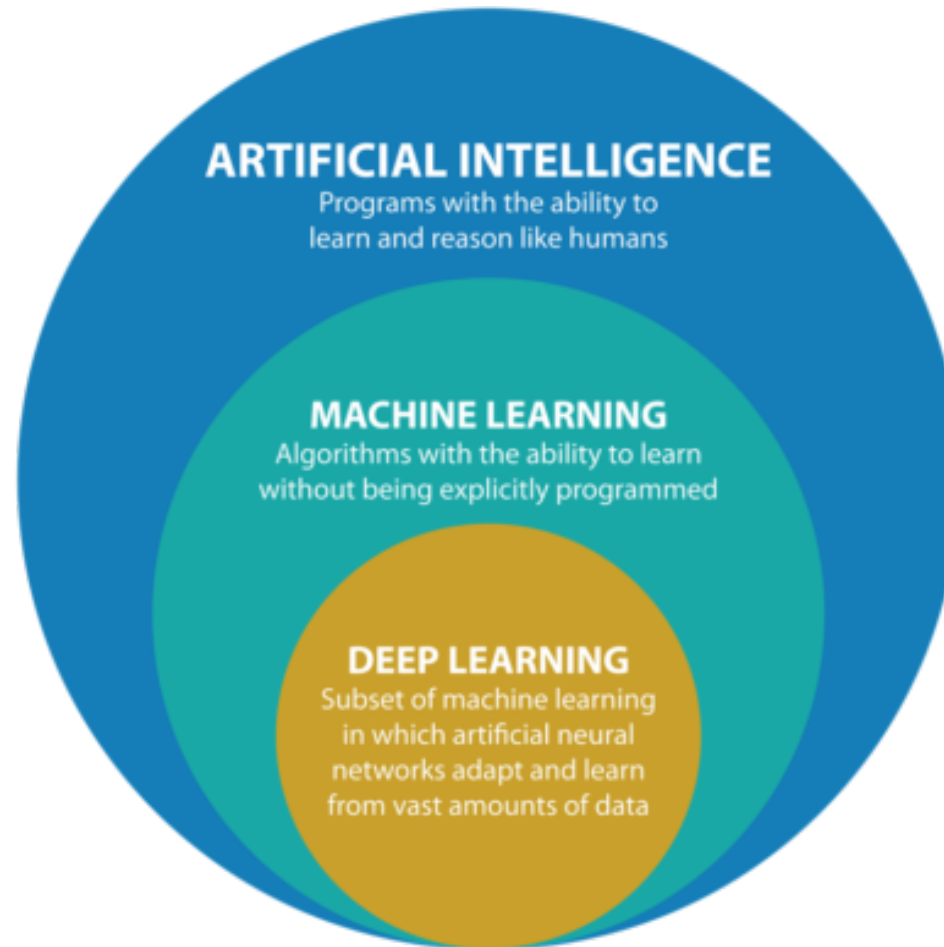 ARTIFICIAL INTELLIGENCE
Programs with the ability to
learn and reason like humans
MACHINE LEARNING
Algorithms with the ability to learn
without being explicitly programmed
DEEP LEARNING
Subset of machine learning
in which artificial neural
networks adapt and learn
from vast amounts of data